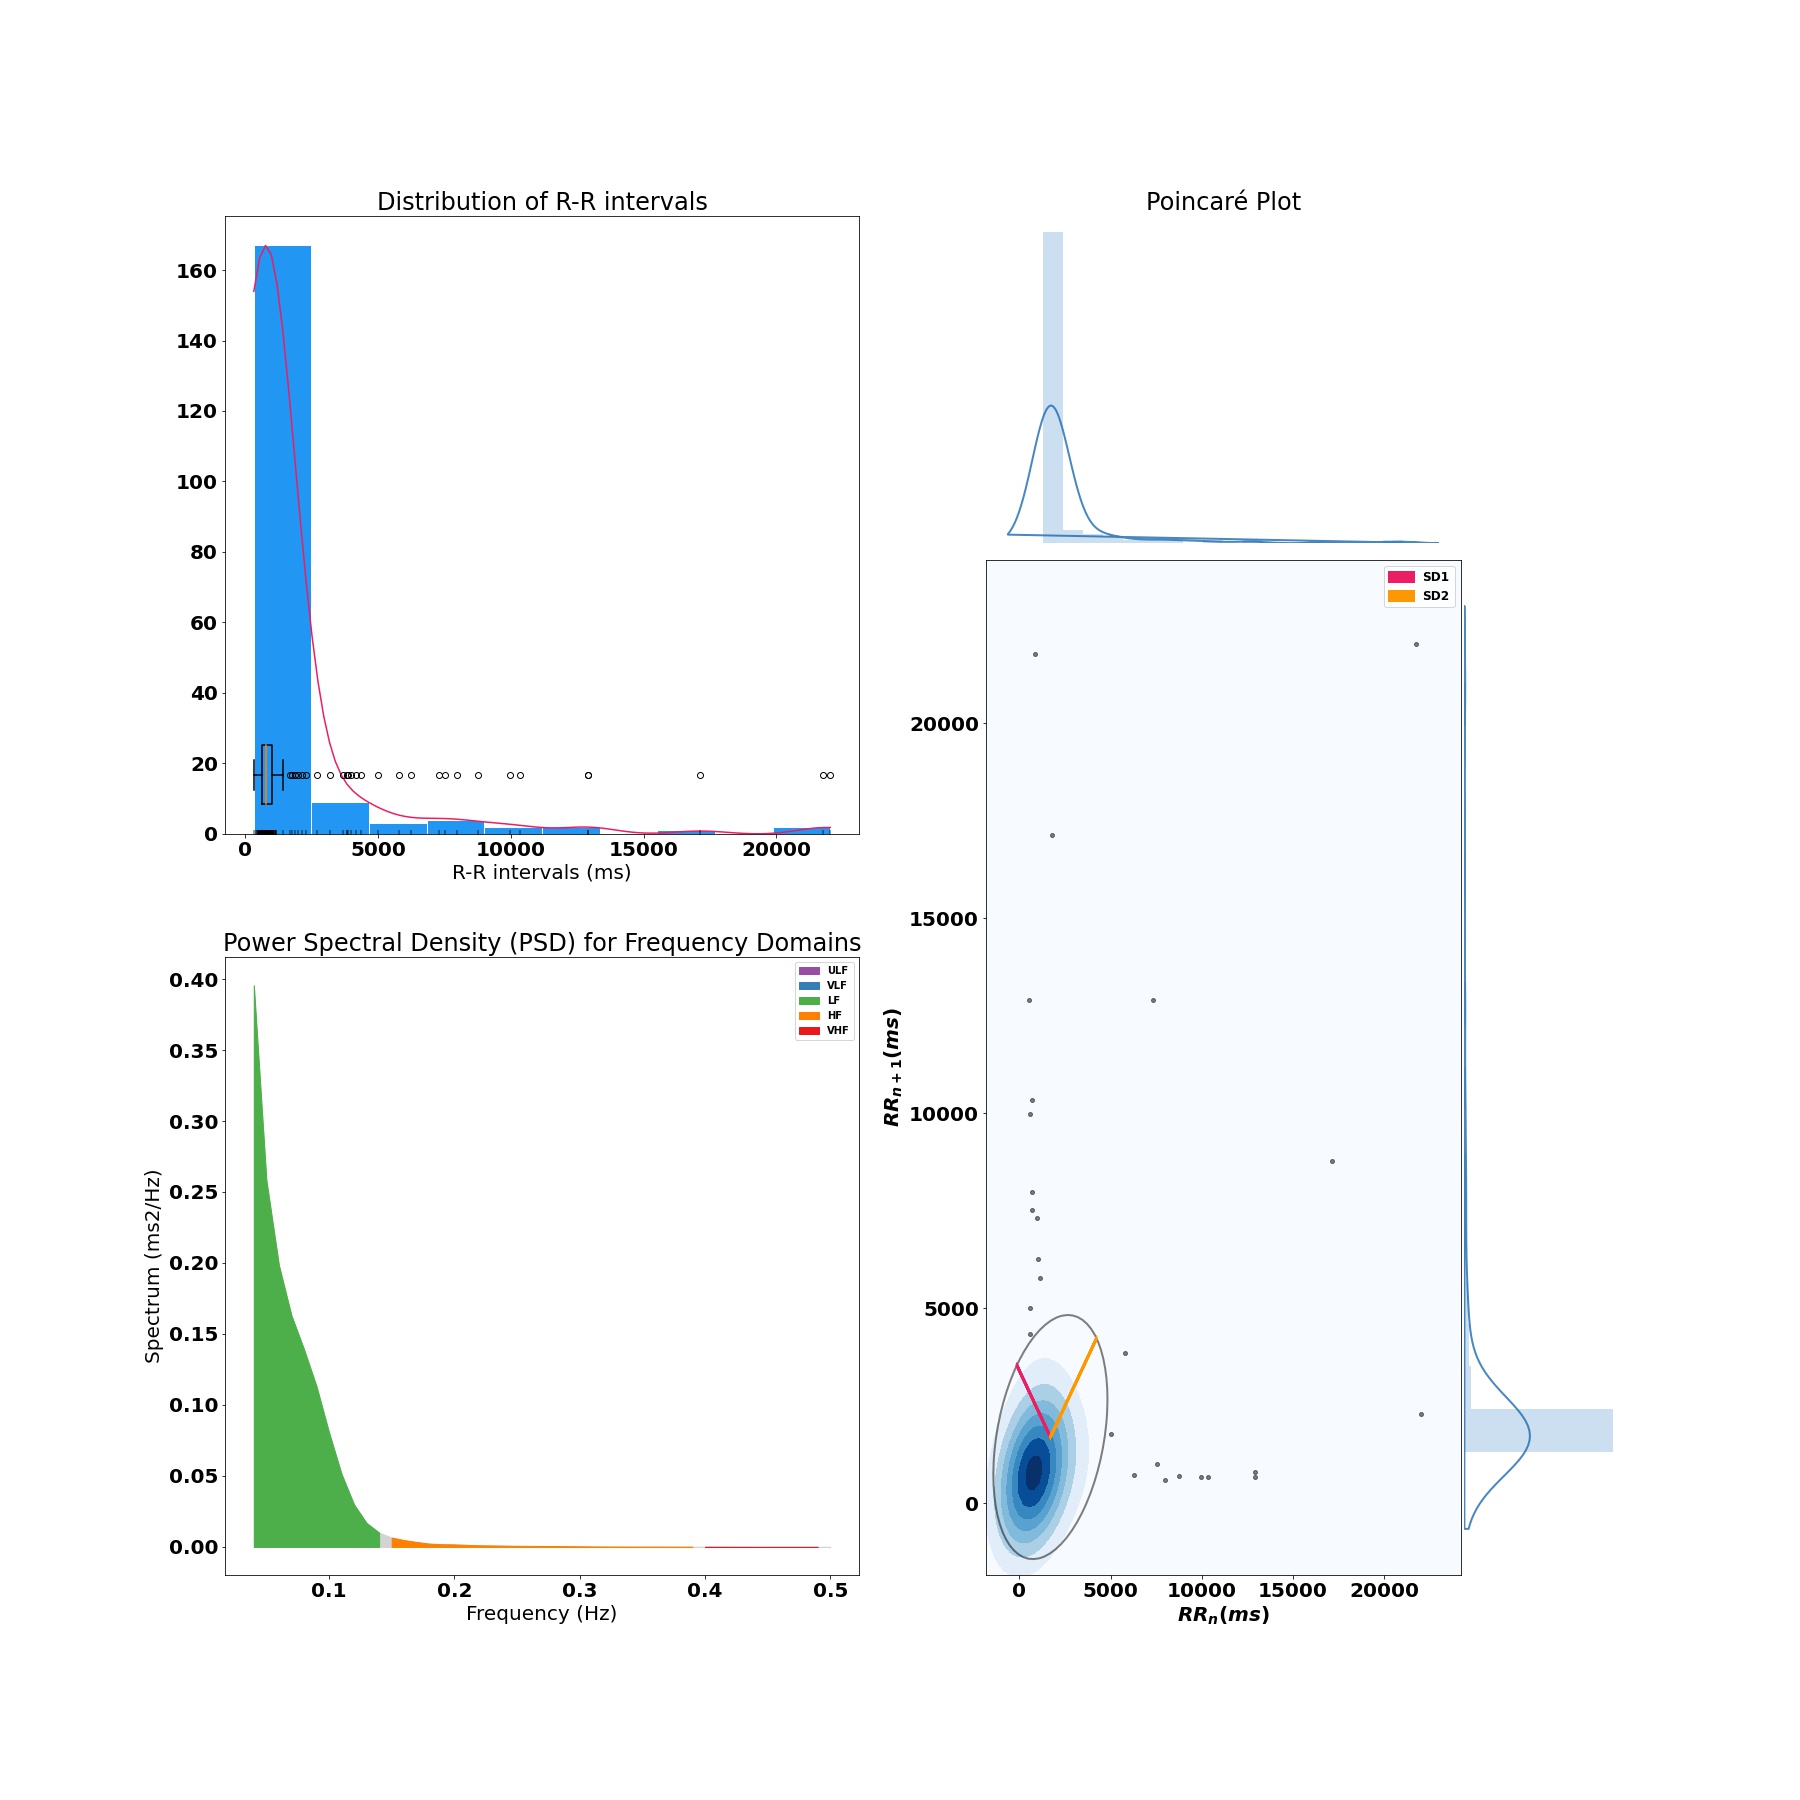 Distribution of R-R intervals
160
140
120
100
80
60
40
20
0
0 5000 10000 15000 20000
R-R intervals (ms)
Power Spectral Density (PSD) for Frequency Domains
0.40
0.35
0.30
0.25
0.20
0.15
0.10
0.05
0.00
Spectrum (ms2/Hz)
ULF
VLF
LF
HF
VHF
0.1 0.2 0.3 0.4 0.5
Frequency (Hz)
Poincaré Plot
SD1
SD2
20000
15000
10000
5000
0
RRn+1(ms)
0 5000 10000 15000 20000
RRn(ms)